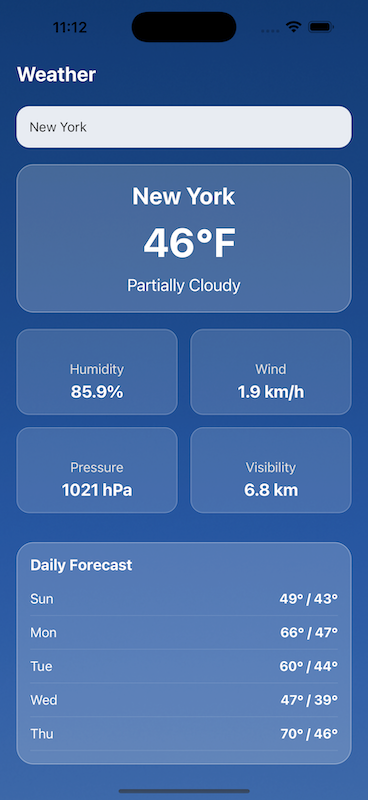 11:12
Weather
New York
New York
46°F
Partially Cloudy
Humidity
85.9%
Wind
1.9 km/h
Pressure
1021 hPa
Visibility
6.8 km
Daily Forecast
Sun 49° / 43°
Mon 66° / 47°
Tue 60° / 44°
Wed 47° / 39°
Thu 70° / 46°